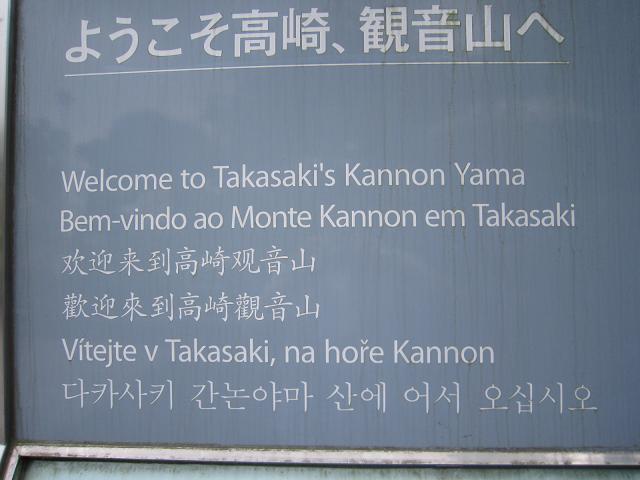 ようこそ高崎、観音山へ
Welcome to Takasaki's Kannon Yama
Bem-vindo ao Monte Kannon em Takasaki
欢迎来到高崎观音山
歡迎來到高崎觀音山
Vítejte v Takasaki, na hoře Kannon
다카사키 간논야마 산에 어서 오십시오